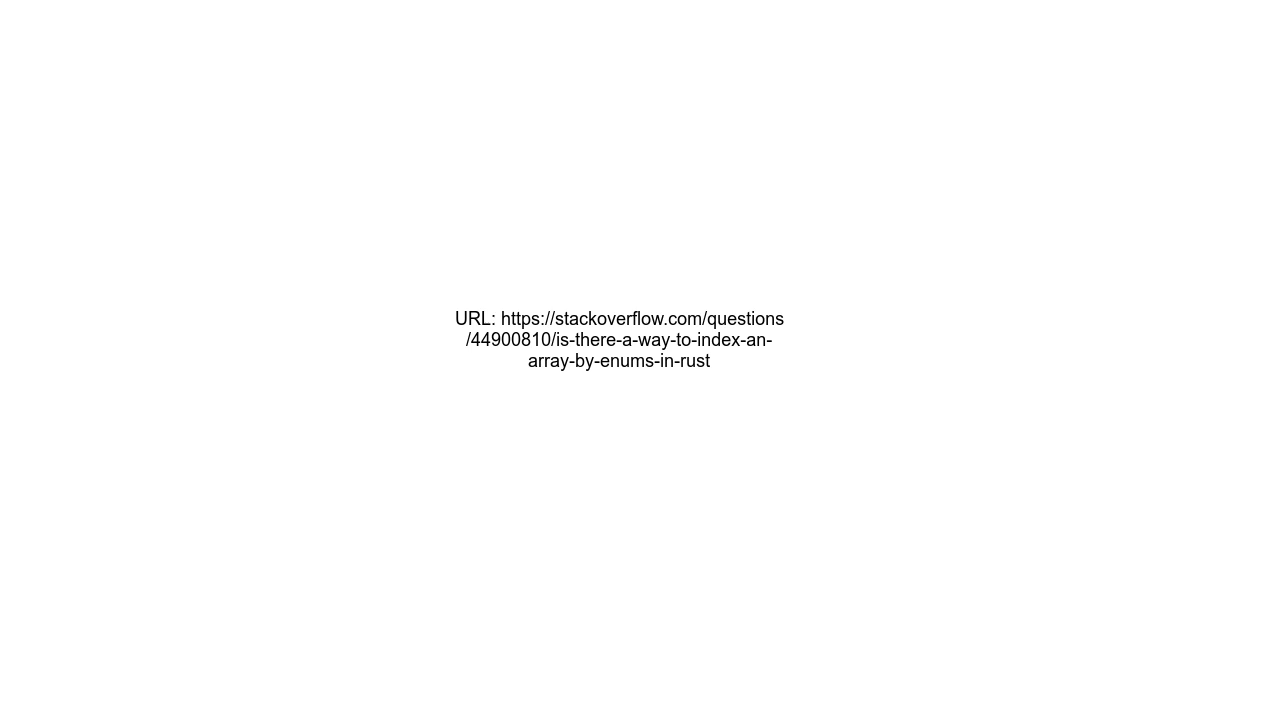 URL: https://stackoverflow.com/questions
/44900810/is-there-a-way-to-index-an-
array-by-enums-in-rust